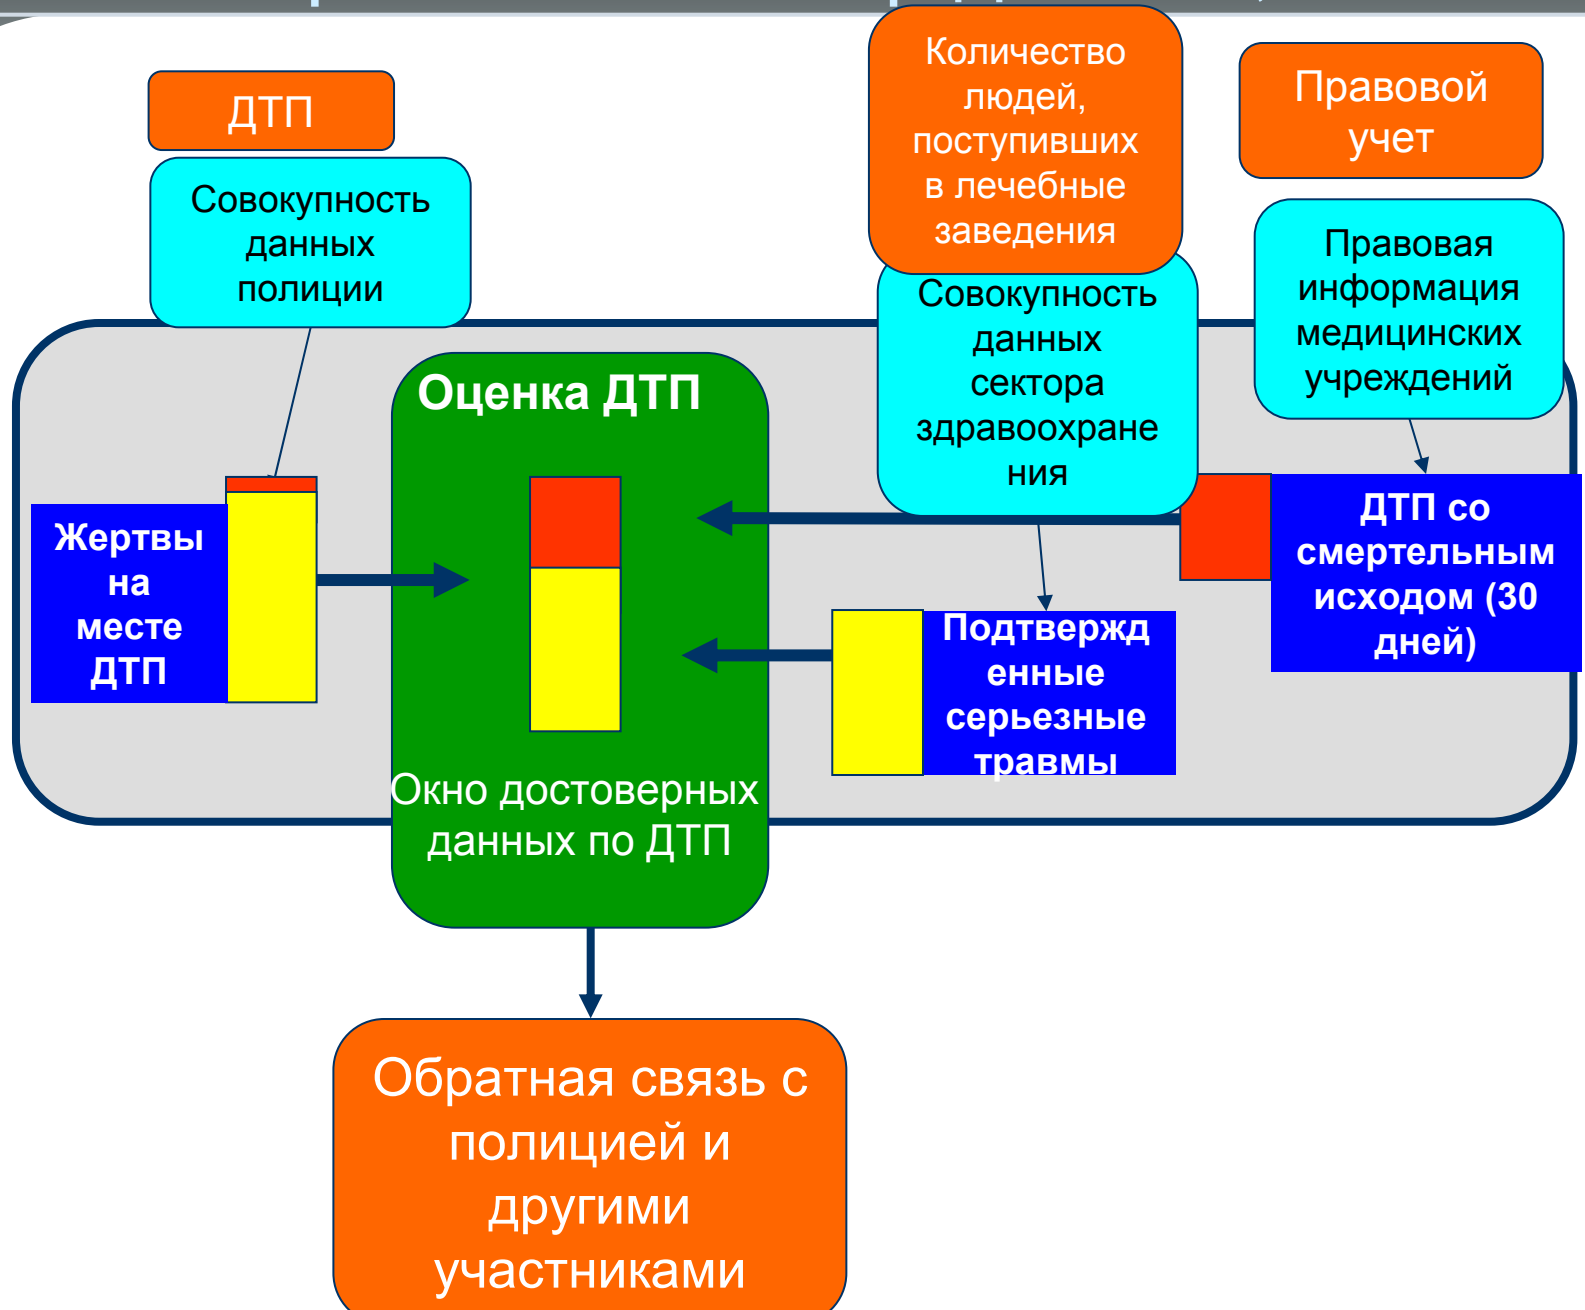 ДТП
Совокупность
данных
полиции
Количество
людей,
поступивших
в лечебные
заведения
Совокупность
данных
сектора
здравоохране
ния
Правовой
учет
Правовая
информация
медицинских
учреждений
Оценка ДТП
Жертвы
на
месте
ДТП
ДТП со
смертельным
исходом (30
дней)
Подтвержд
енные
серьезные
травмы
Окно достоверных
данных по ДТП
Обратная связь с
полицией и
другими
участниками